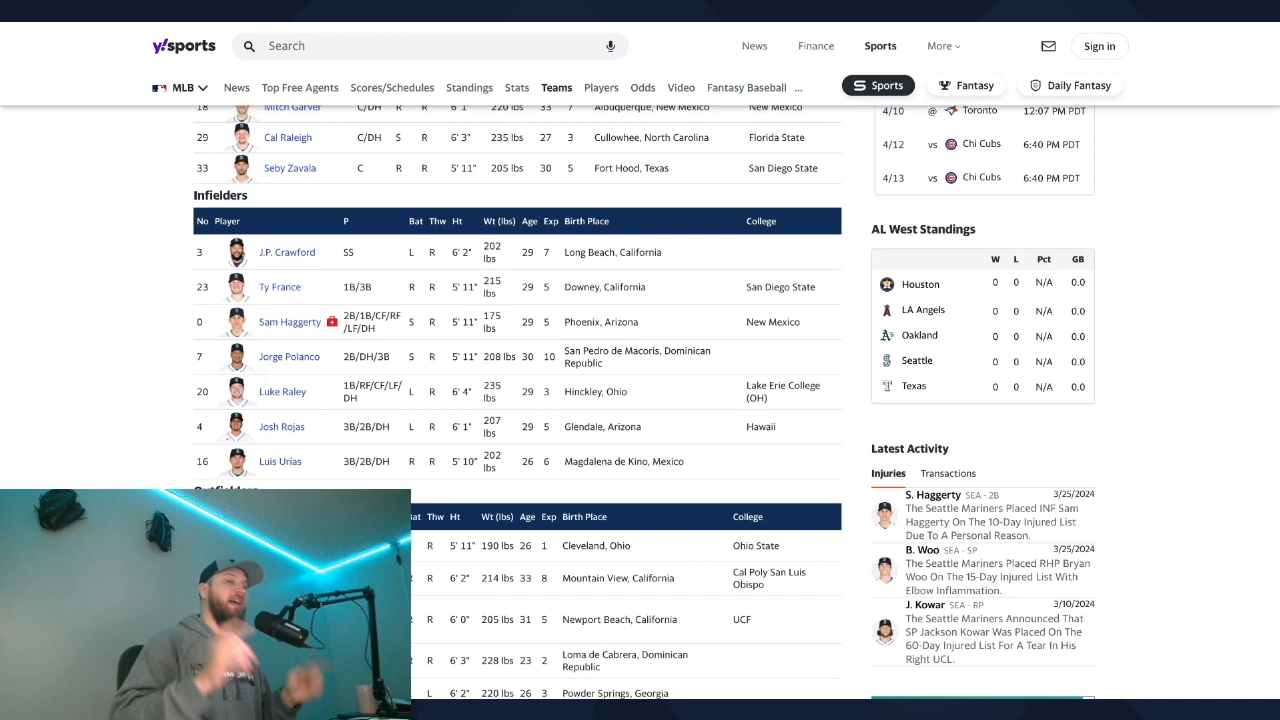 y!sports
Search
News Finance Sports More
Sign in
MLB News Top Free Agents Scores/Schedules Standings Stats Teams Players Odds Video Fantasy Baseball ...
Sports Fantasy Daily Fantasy
18 Mitch Garver C/DH R R 6' 1" 220 lbs 33 7 Albuquerque, New Mexico New Mexico
29 Cal Raleigh C/DH S R 6' 3" 235 lbs 27 3 Cullowhee, North Carolina Florida State
33 Seby Zavala C R R 5' 11" 205 lbs 30 5 Fort Hood, Texas San Diego State
Infielders
No Player P Bat Thw Ht Wt (lbs) Age Exp Birth Place College
3 J.P. Crawford SS L R 6' 2" 202 lbs 29 7 Long Beach, California
23 Ty France 1B/3B R R 5' 11" 215 lbs 29 5 Downey, California San Diego State
0 Sam Haggerty 2B/1B/CF/RF/LF/DH S R 5' 11" 175 lbs 29 5 Phoenix, Arizona New Mexico
7 Jorge Polanco 2B/DH/3B S R 5' 11" 208 lbs 30 10 San Pedro de Macoris, Dominican Republic
20 Luke Raley 1B/RF/CF/LF/DH L R 6' 4" 235 lbs 29 3 Hinckley, Ohio Lake Erie College (OH)
4 Josh Rojas 3B/2B/DH L R 6' 1" 207 lbs 29 5 Glendale, Arizona Hawaii
16 Luis Urías 3B/2B/DH R R 5' 10" 202 lbs 26 6 Magdalena de Kino, Mexico
Outfielders
Bat Thw Ht Wt (lbs) Age Exp Birth Place College
R 5' 11" 190 lbs 26 1 Cleveland, Ohio Ohio State
R 6' 2" 214 lbs 33 8 Mountain View, California Cal Poly San Luis Obispo
R 6' 0" 205 lbs 31 5 Newport Beach, California UCF
R 6' 3" 228 lbs 23 2 Loma de Cabrera, Dominican Republic
L 6' 2" 220 lbs 26 3 Powder Springs, Georgia
4/10 @ Toronto 12:07 PM PDT
4/12 vs Chi Cubs 6:40 PM PDT
4/13 vs Chi Cubs 6:40 PM PDT
AL West Standings
W L Pct GB
Houston 0 0 N/A 0.0
LA Angels 0 0 N/A 0.0
Oakland 0 0 N/A 0.0
Seattle 0 0 N/A 0.0
Texas 0 0 N/A 0.0
Latest Activity
Injuries Transactions
S. Haggerty SEA - 2B 3/25/2024
The Seattle Mariners Placed INF Sam
Haggerty On The 10-Day Injured List
Due To A Personal Reason.
B. Woo SEA - SP 3/25/2024
The Seattle Mariners Placed RHP Bryan
Woo On The 15-Day Injured List With
Elbow Inflammation.
J. Kowar SEA - RP 3/10/2024
The Seattle Mariners Announced That
SP Jackson Kowar Was Placed On The
60-Day Injured List For A Tear In His
Right UCL.